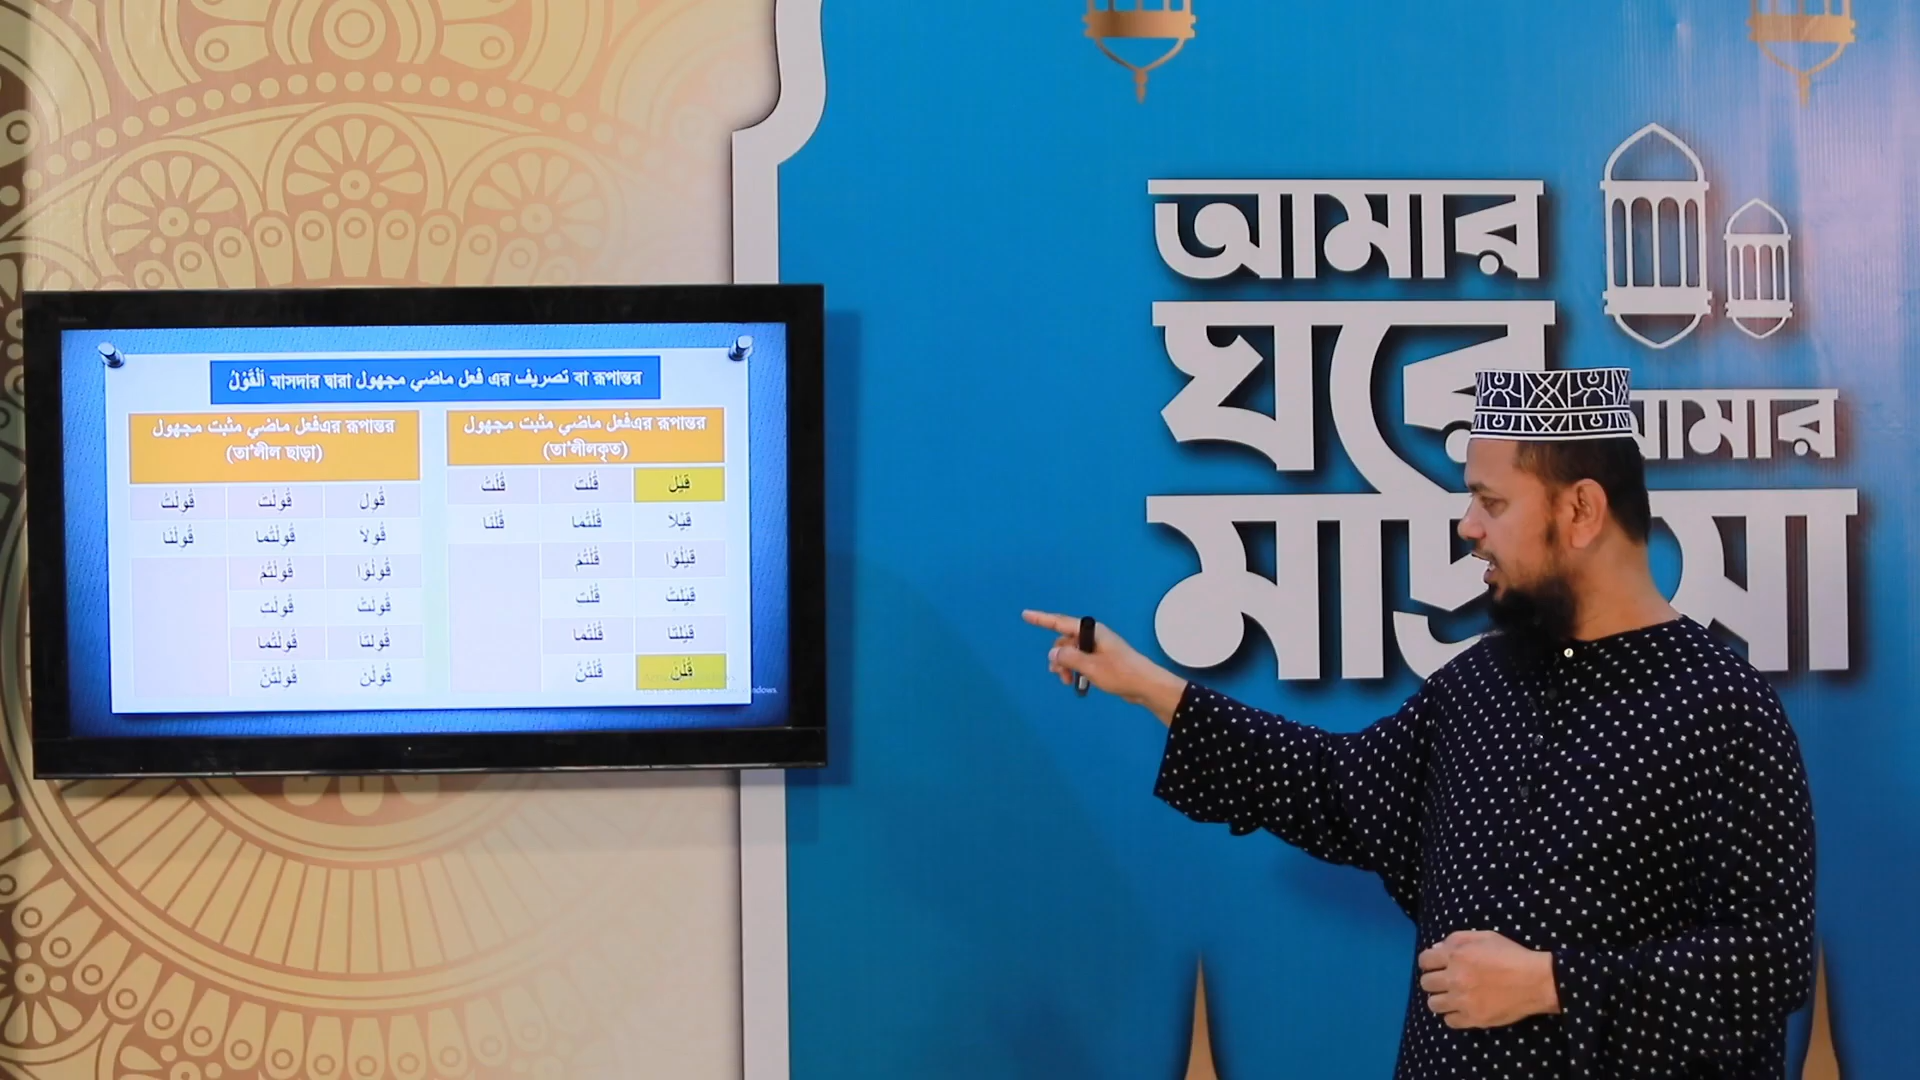 আমার
ঘরে
আমার
اَلْقَوْلُ মাসদার দ্বারা فعل ماضي مجهول এর تصريف বা রূপান্তর
فعل ماضي مثبت مجهولএর রূপান্তর
(তা'লীল ছাড়া)
قُوِلَ قُوِلْتَ قُوِلْتُ
قُوِلَا قُوِلْتُمَا قُوِلْنَا
قُوِلُوْا قُوِلْتُمْ
قُوِلَتْ قُوِلْتِ
قُوِلَتَا قُوِلْتُمَا
قُوِلْنَ قُوِلْتُنَّ
فعل ماضي مثبت مجهولএর রূপান্তর
(তা'লীলকৃত)
قِيْلَ قُلْتَ قُلْتُ
قِيْلَا قُلْتُمَا قُلْنَا
قِيْلُوْا قُلْتُمْ
قِيْلَتْ قُلْتِ
قِيْلَتَا قُلْتُمَا
قُلْنَ قُلْتُنَّ